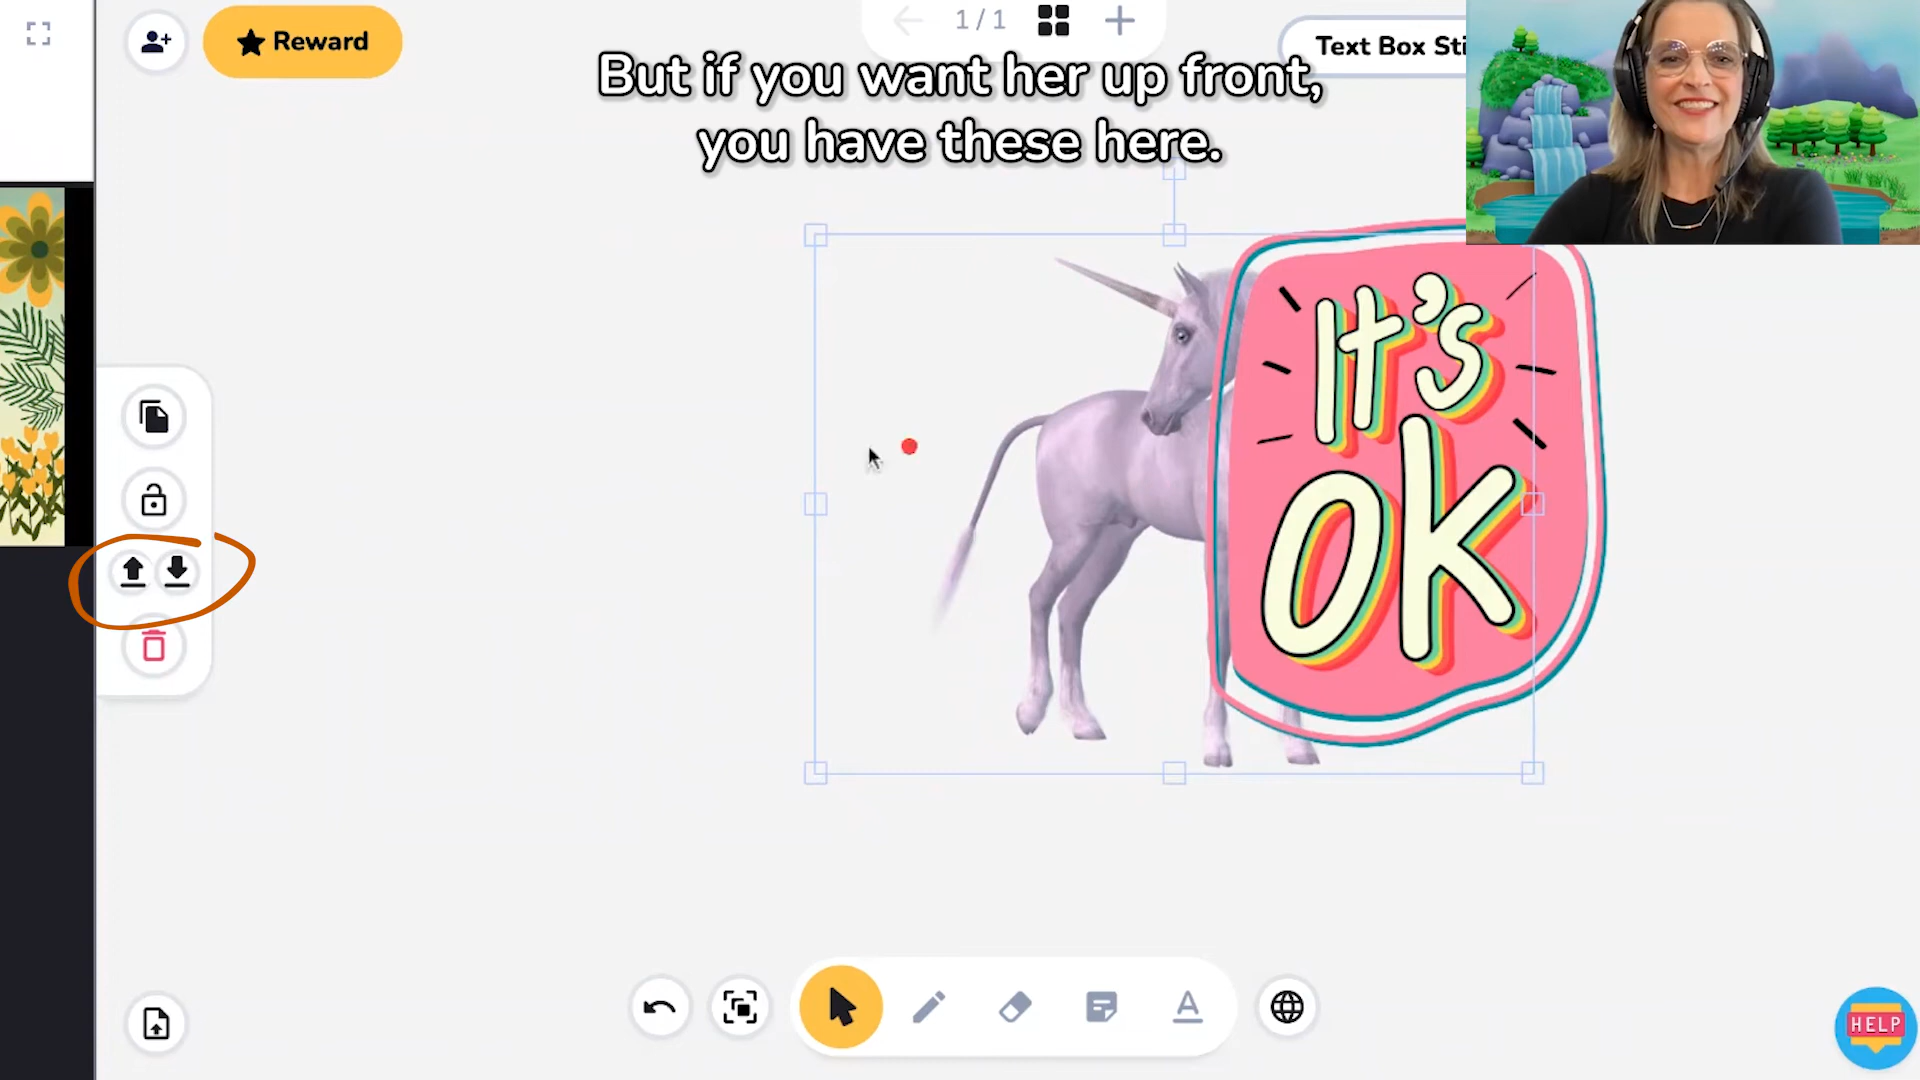 Reward
1 / 1
Text Box Sti
But if you want her up front,
you have these here.
It's
OK
A
HELP